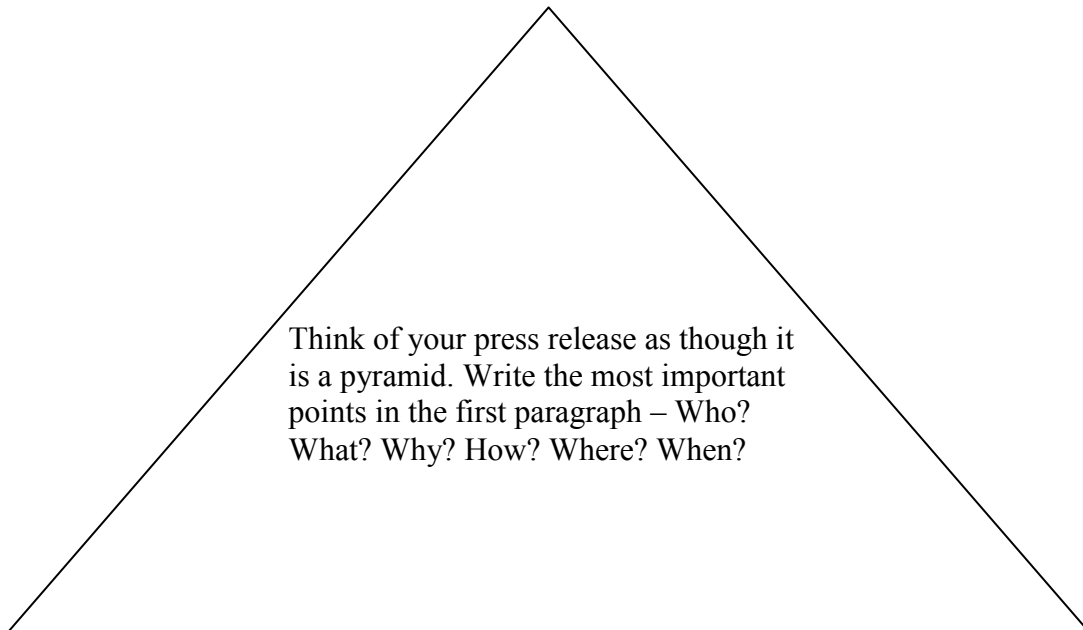 Think of your press release as though it
is a pyramid. Write the most important
points in the first paragraph – Who?
What? Why? How? Where? When?